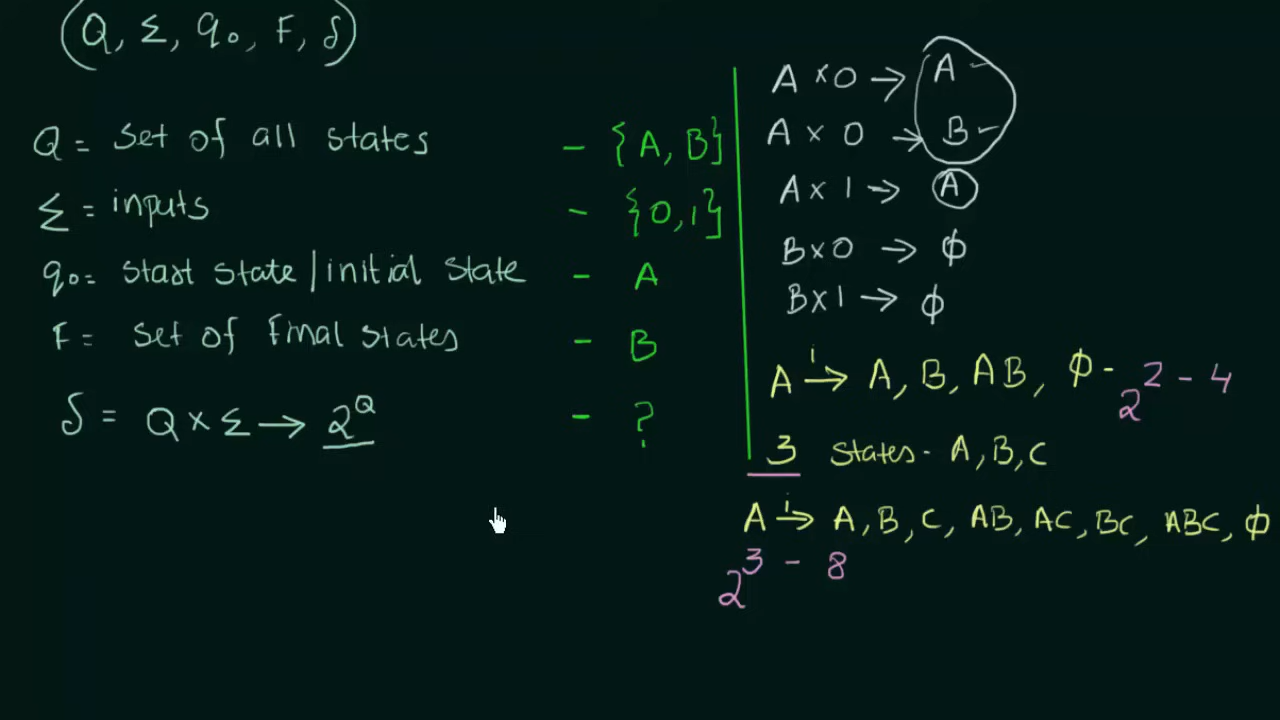 (Q, Σ, q₀, F, δ)
Q = Set of all states - {A, B}
Σ = inputs - {0, 1}
q₀ = Start state / initial state - A
F = Set of Final States - B
δ = Q × Σ → 2^Q - ?
A × 0 → A
A × 0 → B
A × 1 → A
B × 0 → ϕ
B × 1 → ϕ
A -i→ A, B, AB, ϕ - 2² - 4
3 States - A, B, C
A -i→ A, B, C, AB, AC, BC, ABC, ϕ
2³ - 8